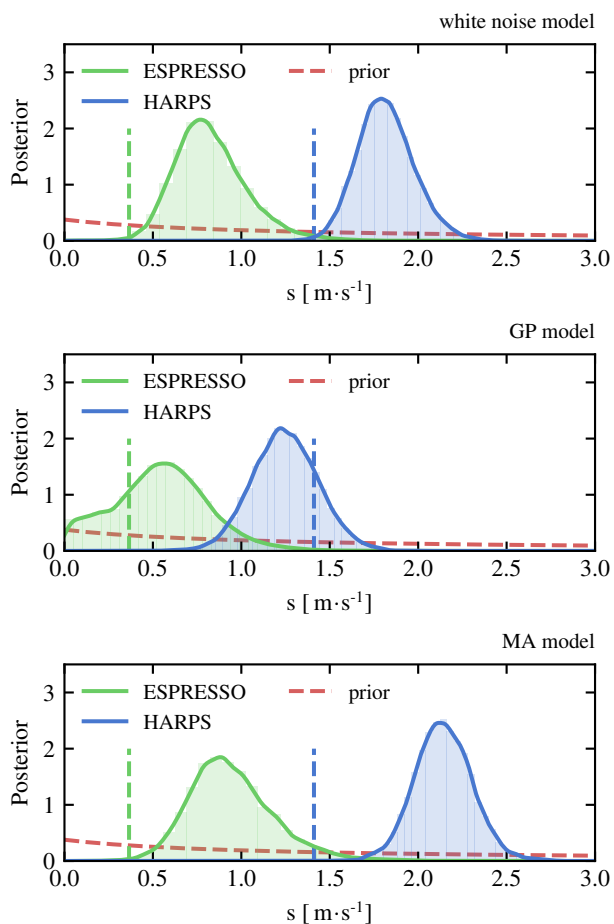 white noise model
ESPRESSO prior
HARPS
Posterior
3
2
1
0
0.0 0.5 1.0 1.5 2.0 2.5 3.0
s [ m·s⁻¹]
GP model
ESPRESSO prior
HARPS
Posterior
3
2
1
0
0.0 0.5 1.0 1.5 2.0 2.5 3.0
s [ m·s⁻¹]
MA model
ESPRESSO prior
HARPS
Posterior
3
2
1
0
0.0 0.5 1.0 1.5 2.0 2.5 3.0
s [ m·s⁻¹]